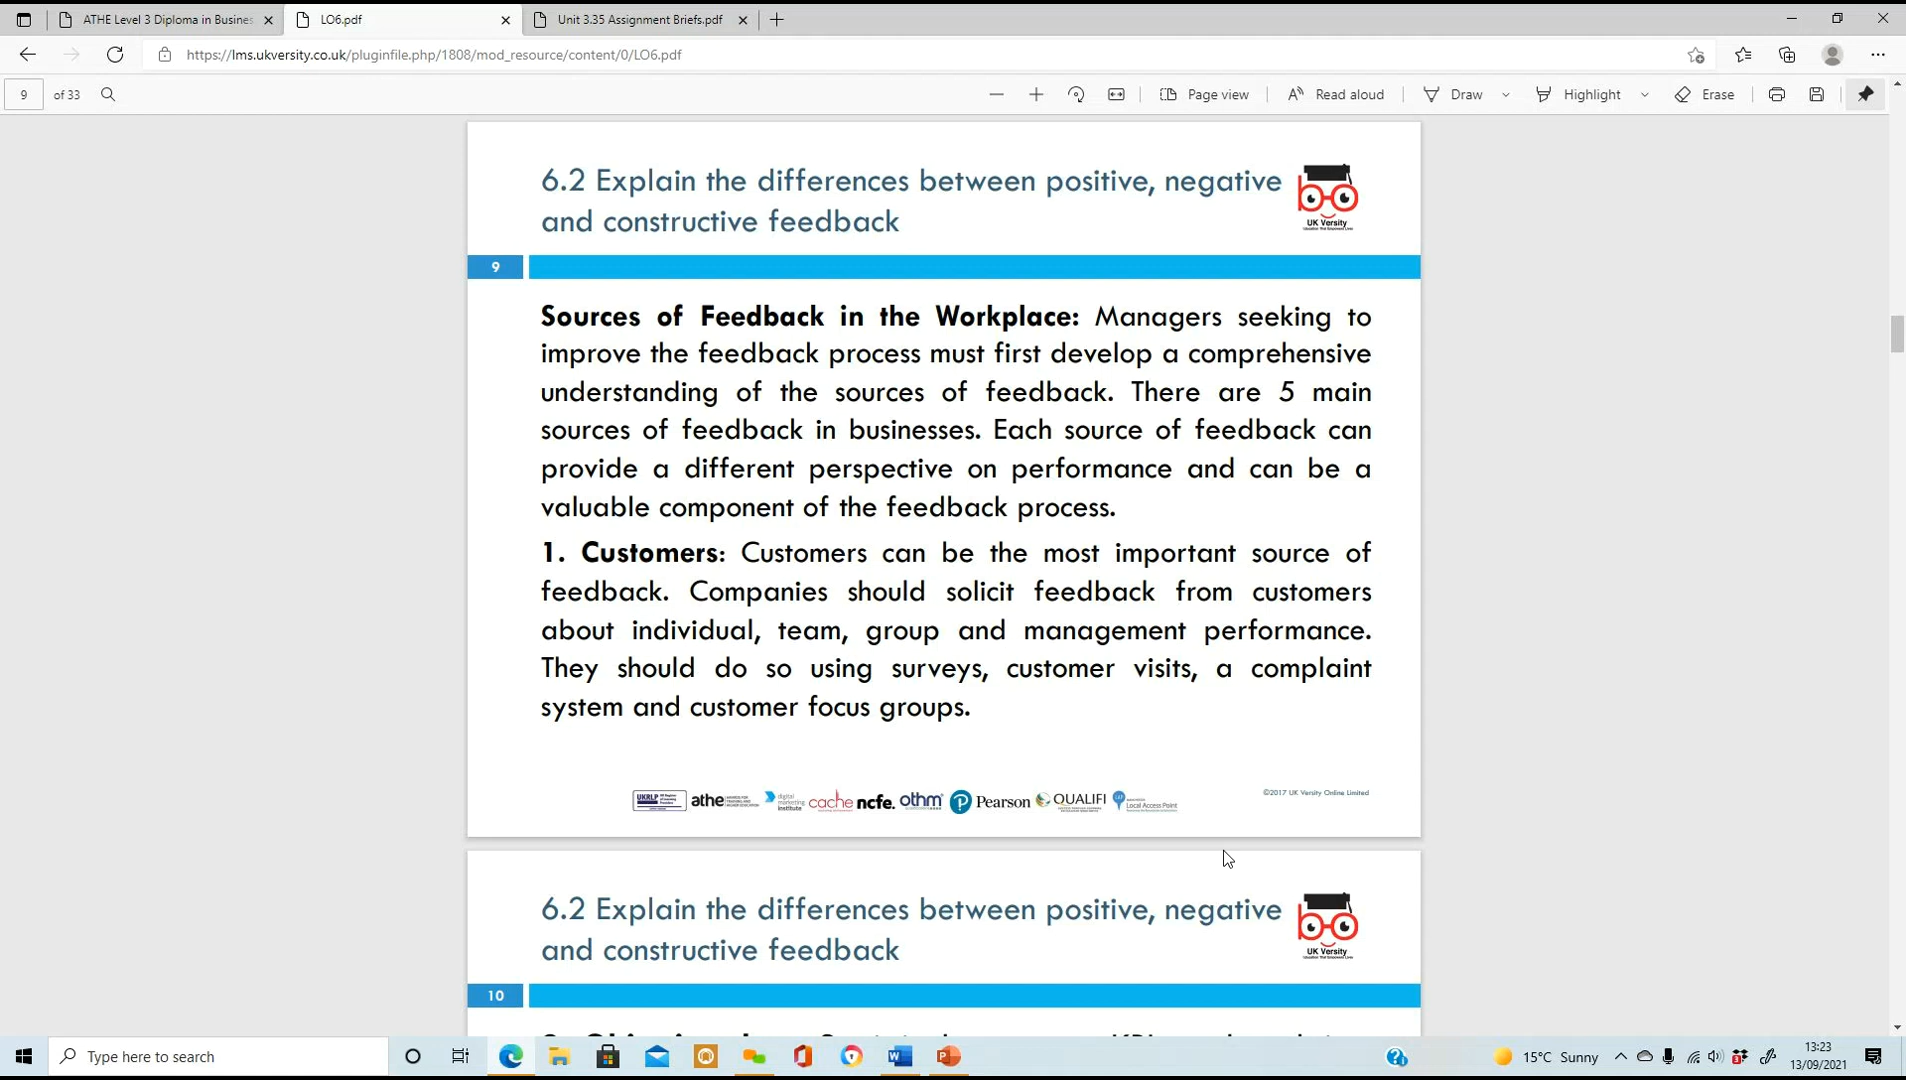 ATHE Level 3 Diploma in Busines
LO6.pdf
Unit 3.35 Assignment Briefs.pdf
https://lms.ukversity.co.uk/pluginfile.php/1808/mod_resource/content/0/LO6.pdf
9 of 33
Page view
Read aloud
Draw
Highlight
Erase
6.2 Explain the differences between positive, negative
and constructive feedback
UK Versity
9
Sources of Feedback in the Workplace: Managers seeking to
improve the feedback process must first develop a comprehensive
understanding of the sources of feedback. There are 5 main
sources of feedback in businesses. Each source of feedback can
provide a different perspective on performance and can be a
valuable component of the feedback process.
1. Customers: Customers can be the most important source of
feedback. Companies should solicit feedback from customers
about individual, team, group and management performance.
They should do so using surveys, customer visits, a complaint
system and customer focus groups.
UKRLP
athe
digital
marketing
institute
cache
ncfe.
othm
Pearson
QUALIFI
Local Access Point
©2017 UK Versity Online Limited
6.2 Explain the differences between positive, negative
and constructive feedback
UK Versity
10
Type here to search
15°C Sunny
13:23
13/09/2021